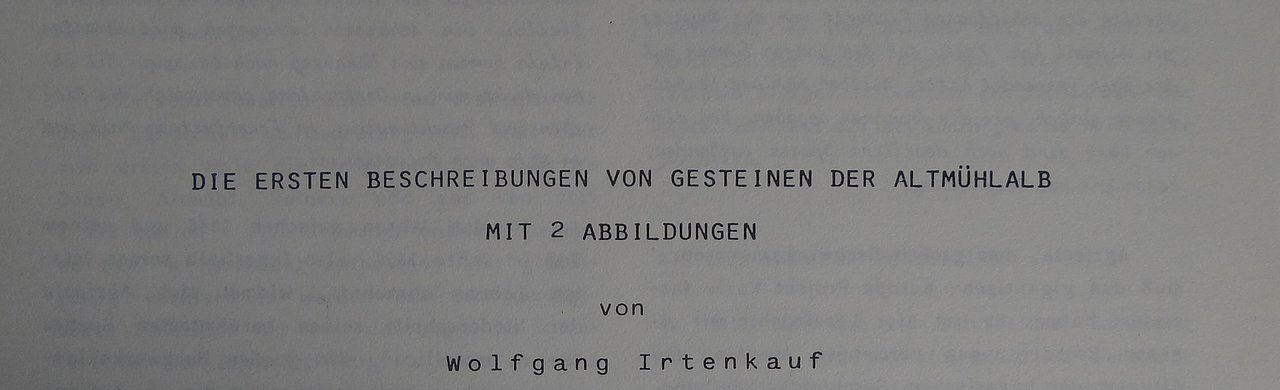 DIE ERSTEN BESCHREIBUNGEN VON GESTEINEN DER ALTMÜHLALB
MIT 2 ABBILDUNGEN
von
Wolfgang Irtenkauf